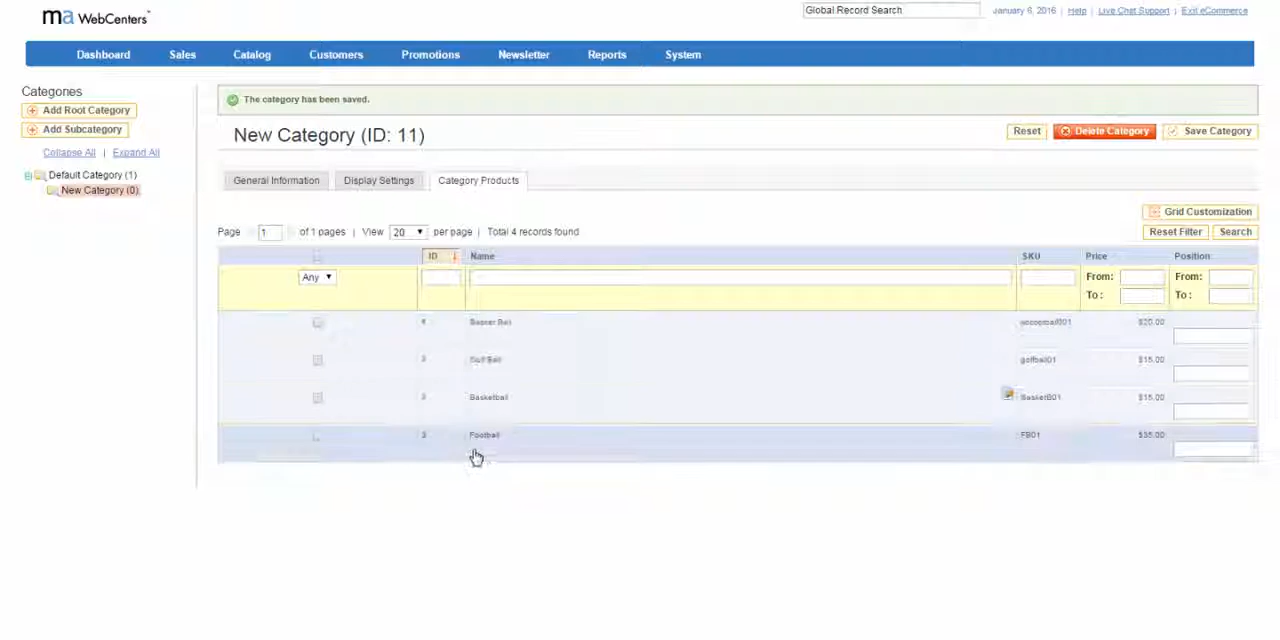 ma WebCenters™
Global Record Search
January 6, 2016 | Help | Live Chat Support | Exit eCommerce
Dashboard Sales Catalog Customers Promotions Newsletter Reports System
Categories
Add Root Category
Add Subcategory
Collapse All | Expand All
Default Category (1)
New Category (0)
The category has been saved.
New Category (ID: 11)
Reset Delete Category Save Category
General Information Display Settings Category Products
Grid Customization
Page 1 of 1 pages | View 20 per page | Total 4 records found
Reset Filter Search
ID Name SKU Price Position
Any From: From:
To : To :
Soccer Ball soccerball001 $20.00
Golf Ball golfball01 $15.00
Basketball BasketB01 $15.00
Football FB01 $35.00